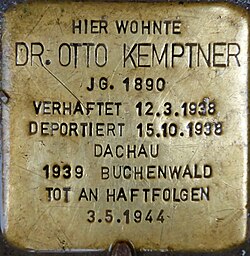 HIER WOHNTE
DR. OTTO KEMPTNER
JG. 1890
VERHAFTET 12.3.1938
DEPORTIERT 15.10.1938
DACHAU
1939 BUCHENWALD
TOT AN HAFTFOLGEN
3.5.1944